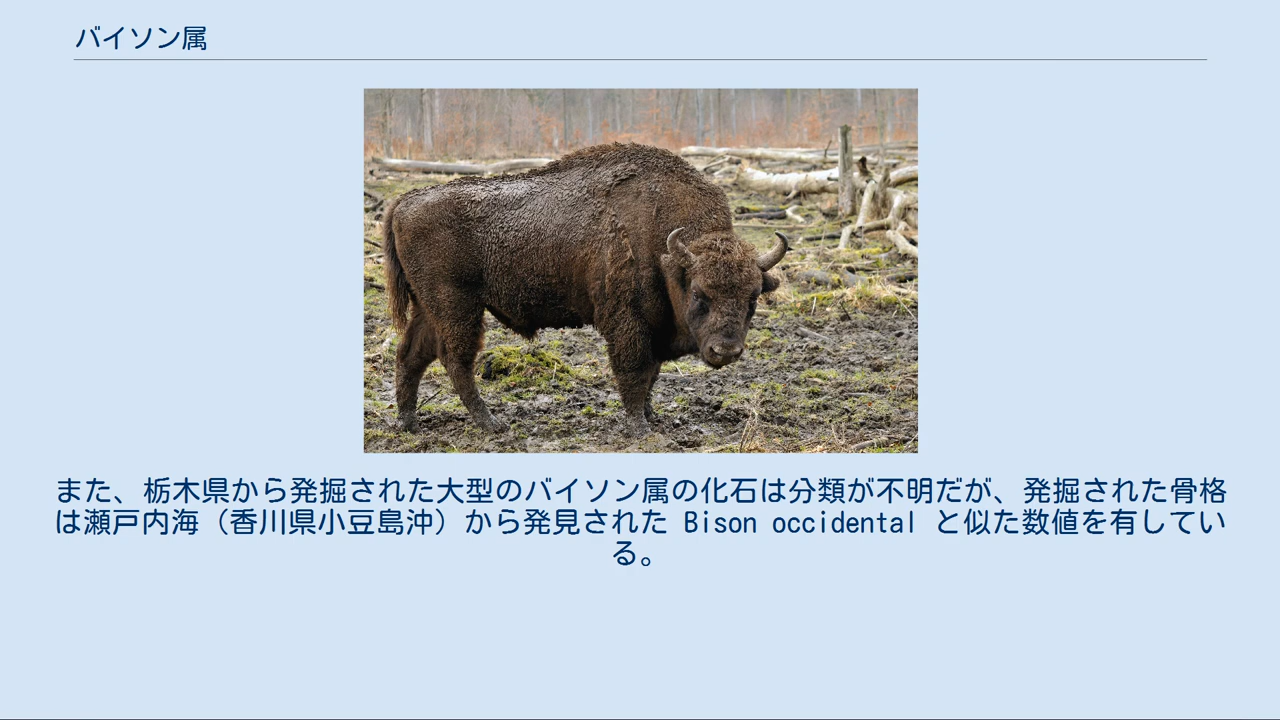 バイソン属
また、栃木県から発掘された大型のバイソン属の化石は分類が不明だが、発掘された骨格
は瀬戸内海（香川県小豆島沖）から発見された Bison occidental と似た数値を有してい
る。